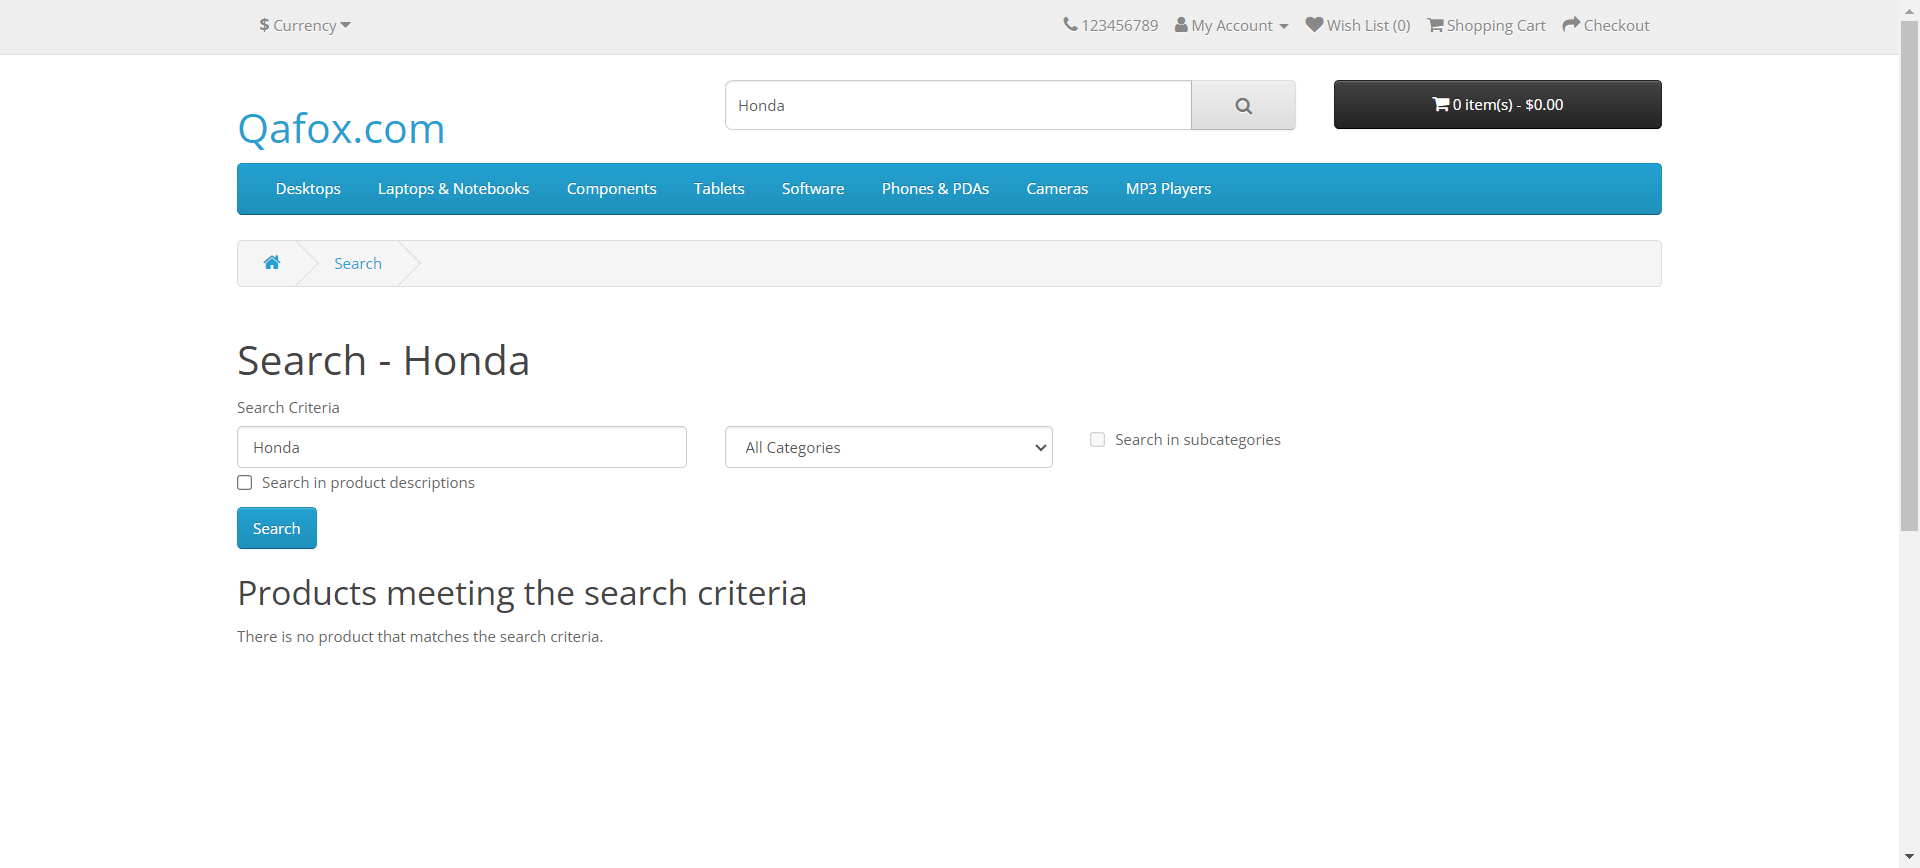 $ Currency
123456789 My Account Wish List (0) Shopping Cart Checkout
Qafox.com
Honda
0 item(s) - $0.00
Desktops Laptops & Notebooks Components Tablets Software Phones & PDAs Cameras MP3 Players
Search
Search - Honda
Search Criteria
Honda
All Categories
Search in subcategories
Search in product descriptions
Search
Products meeting the search criteria
There is no product that matches the search criteria.